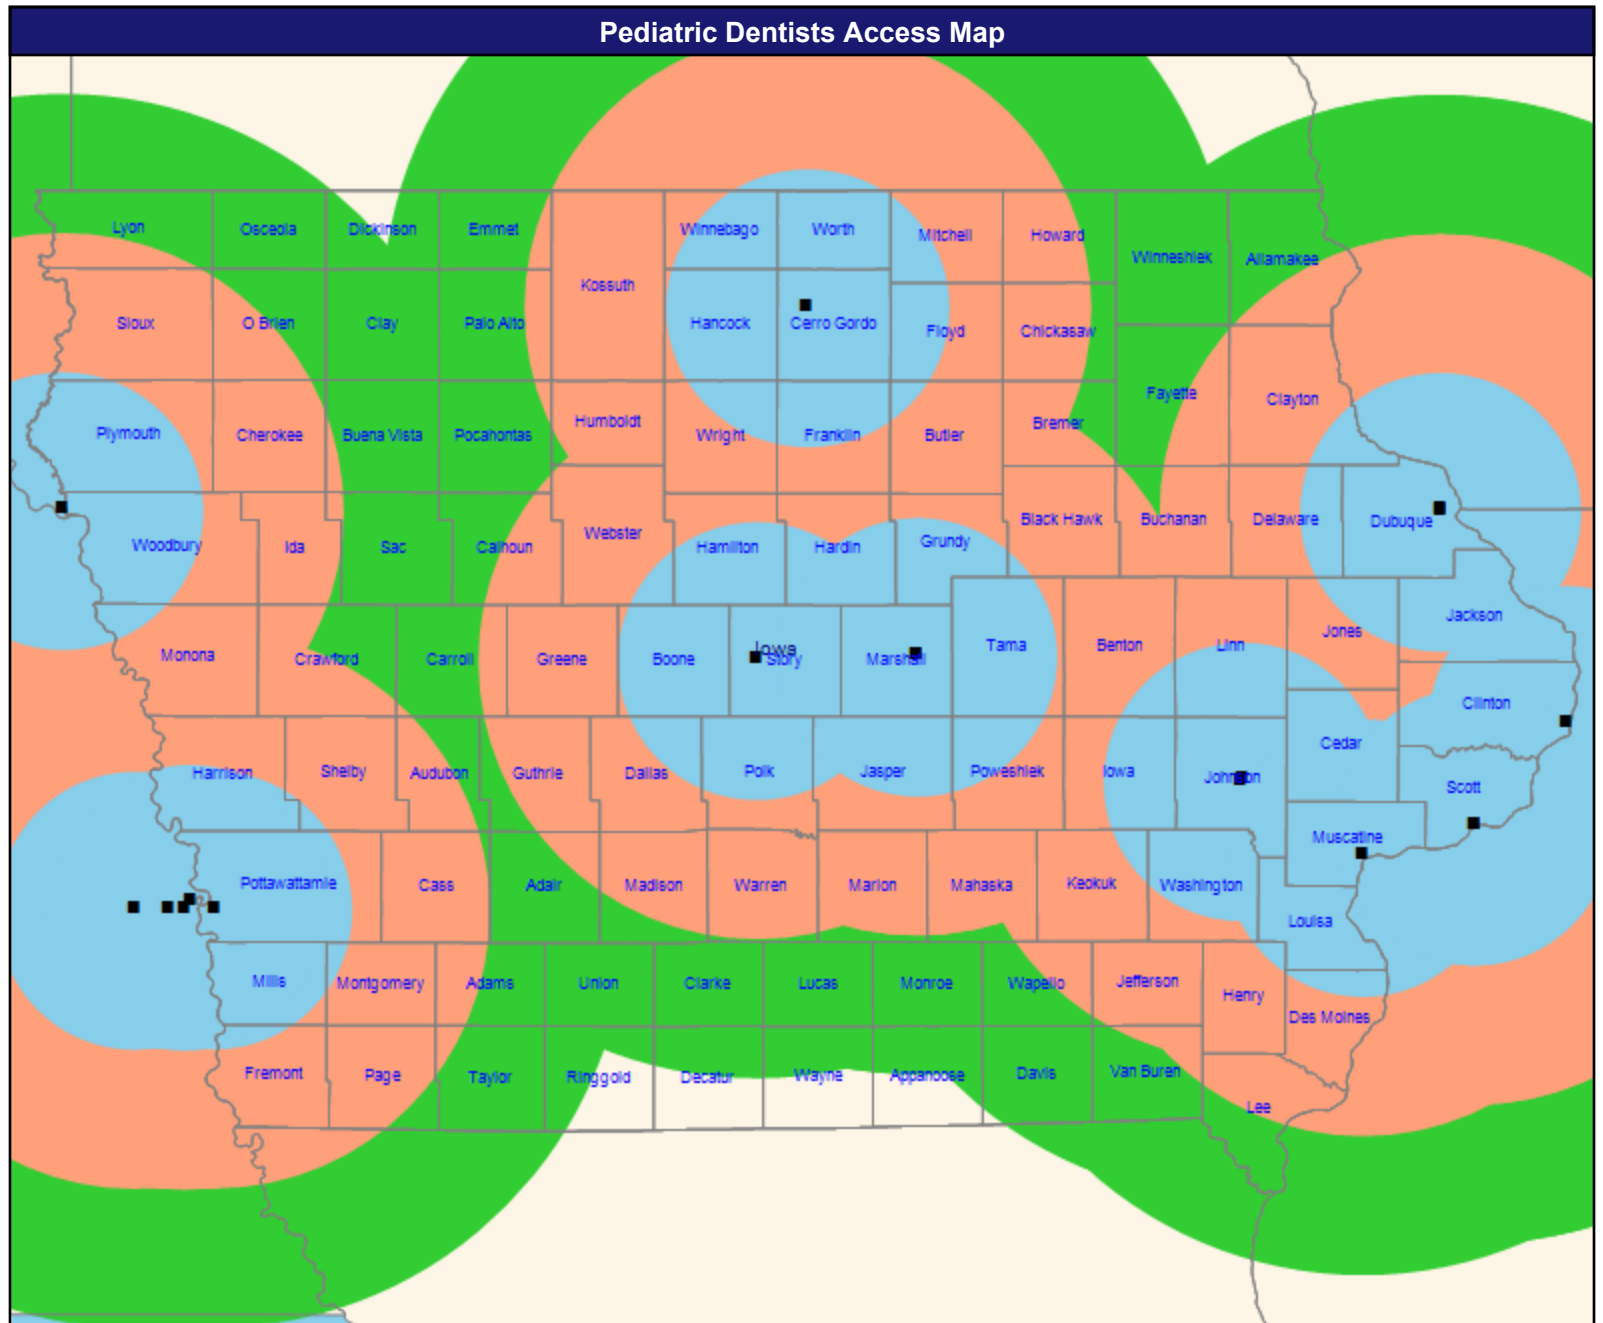 Pediatric Dentists Access Map
Lyon
Osceola
Dickinson
Emmet
Winnebago
Worth
Mitchell
Howard
Winneshiek
Allamakee
Kossuth
Sioux
O Brien
Clay
Palo Alto
Hancock
Cerro Gordo
Floyd
Chickasaw
Fayette
Clayton
Plymouth
Cherokee
Buena Vista
Pocahontas
Humboldt
Wright
Franklin
Butler
Bremer
Woodbury
Ida
Sac
Calhoun
Webster
Hamilton
Hardin
Grundy
Black Hawk
Buchanan
Delaware
Dubuque
Jackson
Monona
Crawford
Carroll
Greene
Boone
Iowa
Story
Marshall
Tama
Benton
Linn
Jones
Clinton
Harrison
Shelby
Audubon
Guthrie
Dallas
Polk
Jasper
Poweshiek
Iowa
Johnson
Cedar
Scott
Muscatine
Pottawattamie
Cass
Adair
Madison
Warren
Marion
Mahaska
Keokuk
Washington
Louisa
Mills
Montgomery
Adams
Union
Clarke
Lucas
Monroe
Wapello
Jefferson
Henry
Des Moines
Fremont
Page
Taylor
Ringgold
Decatur
Wayne
Appanoose
Davis
Van Buren
Lee